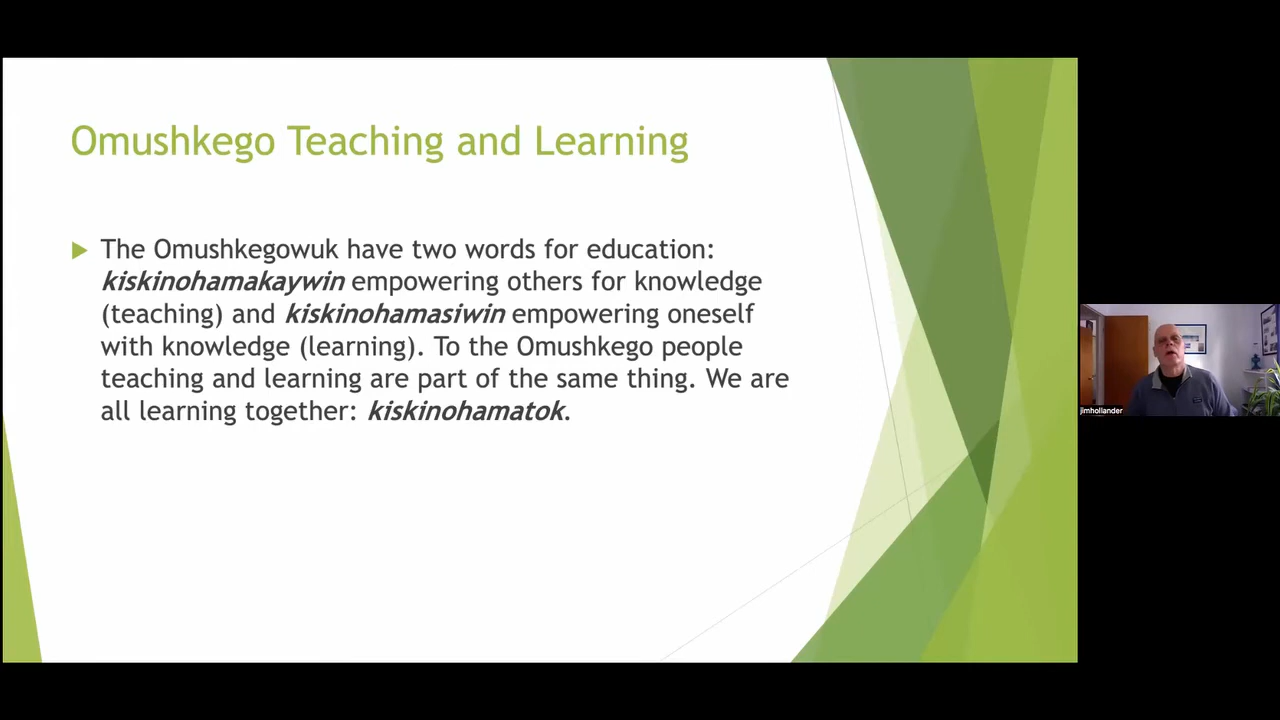 Omushkego Teaching and Learning
The Omushkegowuk have two words for education:
kiskinohamakaywin empowering others for knowledge
(teaching) and kiskinohamasiwin empowering oneself
with knowledge (learning). To the Omushkego people
teaching and learning are part of the same thing. We are
all learning together: kiskinohamatok.
jimhollander